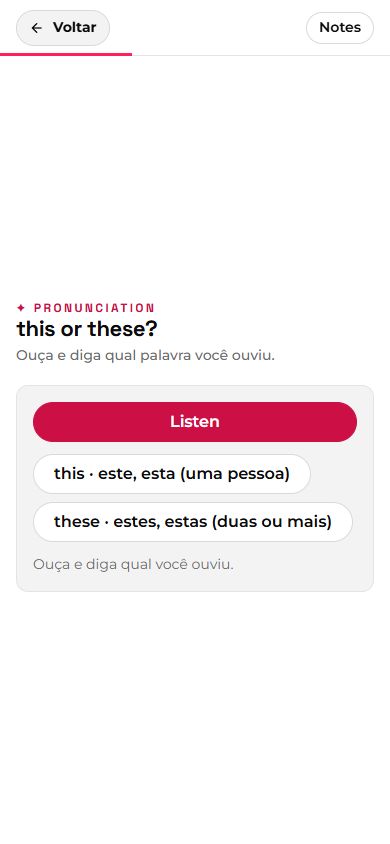 ← Voltar
Notes
✦ PRONUNCIATION
this or these?
Ouça e diga qual palavra você ouviu.
Listen
this · este, esta (uma pessoa)
these · estes, estas (duas ou mais)
Ouça e diga qual você ouviu.